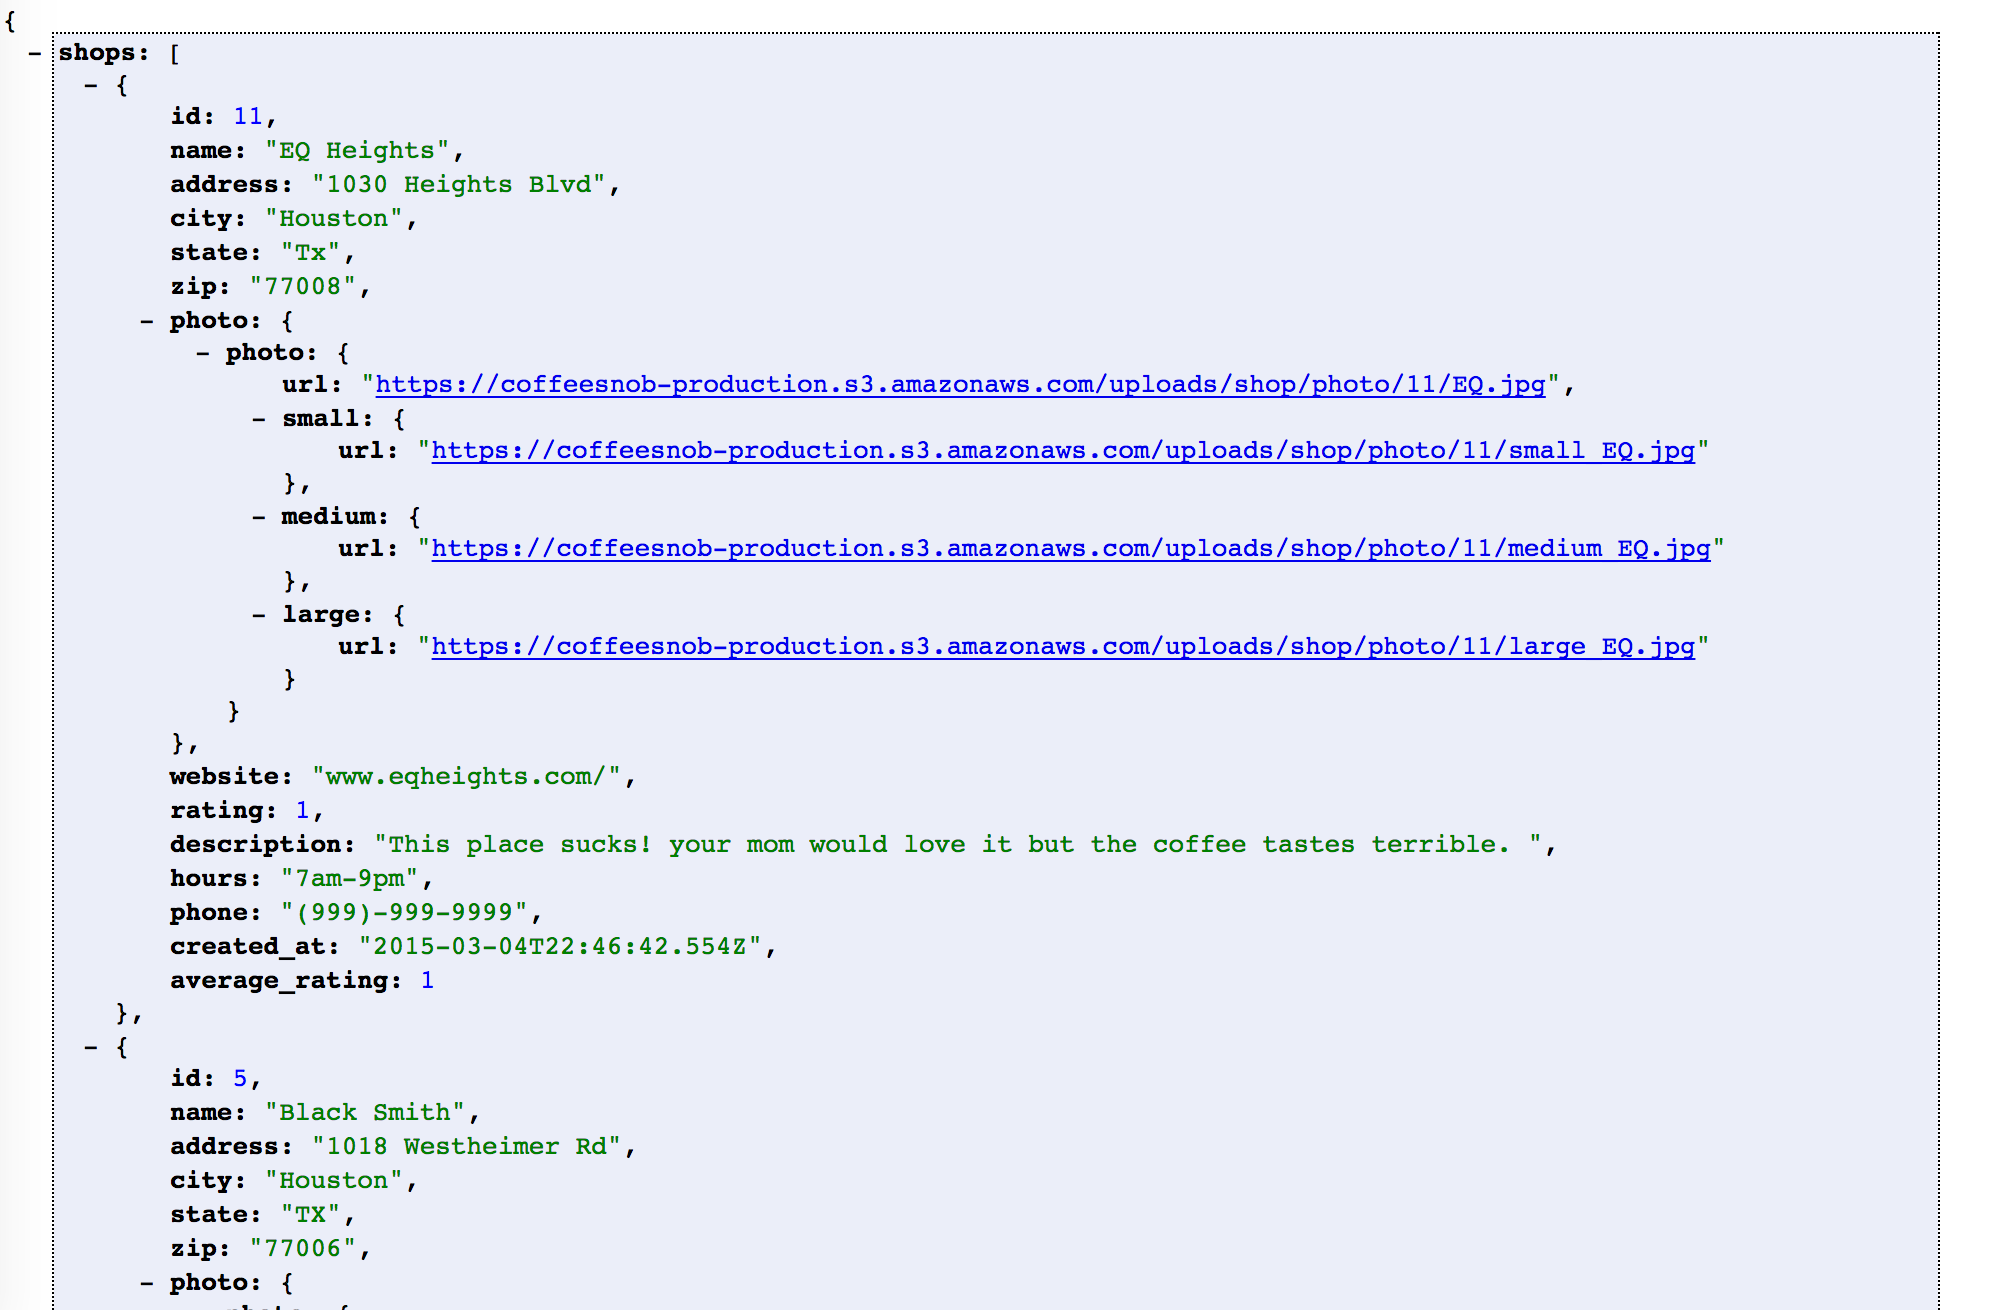 {
- shops: [
- {
id: 11,
name: "EQ Heights",
address: "1030 Heights Blvd",
city: "Houston",
state: "Tx",
zip: "77008",
- photo: {
- photo: {
url: "https://coffeesnob-production.s3.amazonaws.com/uploads/shop/photo/11/EQ.jpg",
- small: {
url: "https://coffeesnob-production.s3.amazonaws.com/uploads/shop/photo/11/small_EQ.jpg"
},
- medium: {
url: "https://coffeesnob-production.s3.amazonaws.com/uploads/shop/photo/11/medium_EQ.jpg"
},
- large: {
url: "https://coffeesnob-production.s3.amazonaws.com/uploads/shop/photo/11/large_EQ.jpg"
}
}
},
website: "www.eqheights.com/",
rating: 1,
description: "This place sucks! your mom would love it but the coffee tastes terrible. ",
hours: "7am-9pm",
phone: "(999)-999-9999",
created_at: "2015-03-04T22:46:42.554Z",
average_rating: 1
},
- {
id: 5,
name: "Black Smith",
address: "1018 Westheimer Rd",
city: "Houston",
state: "TX",
zip: "77006",
- photo: {
photo: {